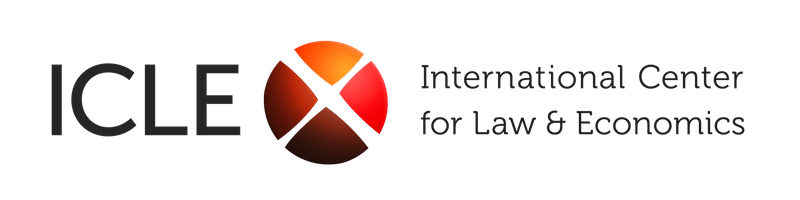 ICLE
International Center
for Law & Economics